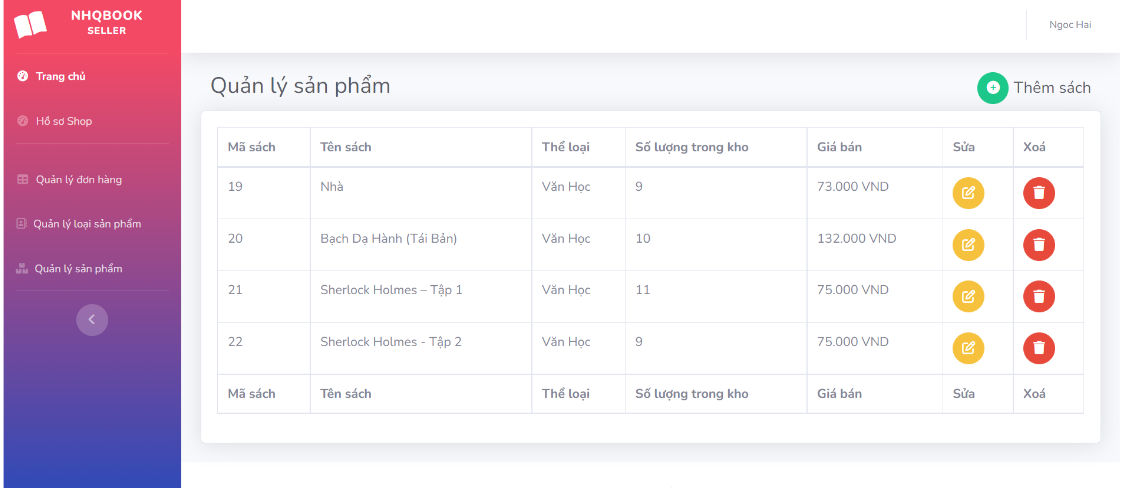 NHQBOOK
SELLER
Ngoc Hai
Trang chủ
Hồ sơ Shop
Quản lý đơn hàng
Quản lý loại sản phẩm
Quản lý sản phẩm
Quản lý sản phẩm
Thêm sách
Mã sách Tên sách Thể loại Số lượng trong kho Giá bán Sửa Xoá
19 Nhà Văn Học 9 73.000 VND
20 Bạch Dạ Hành (Tái Bản) Văn Học 10 132.000 VND
21 Sherlock Holmes – Tập 1 Văn Học 11 75.000 VND
22 Sherlock Holmes - Tập 2 Văn Học 9 75.000 VND
Mã sách Tên sách Thể loại Số lượng trong kho Giá bán Sửa Xoá